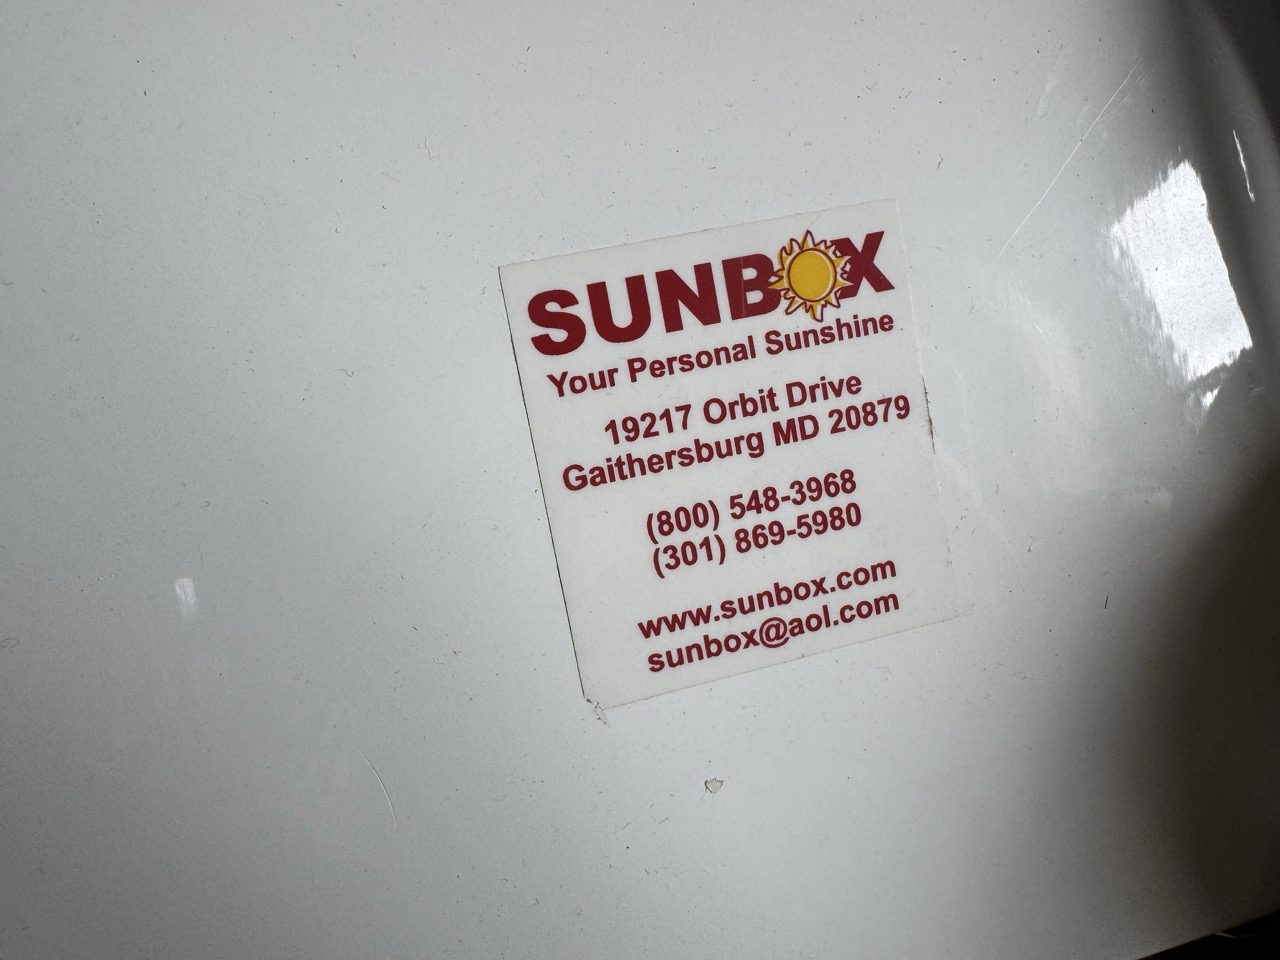 SUNBOX
Your Personal Sunshine
19217 Orbit Drive
Gaithersburg MD 20879
(800) 548-3968
(301) 869-5980
www.sunbox.com
sunbox@aol.com